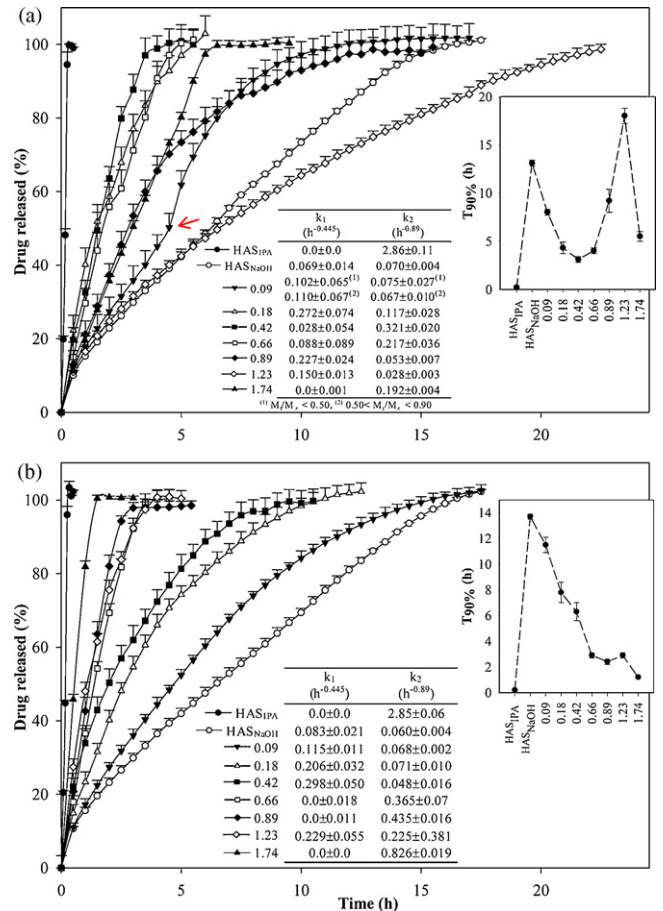 (a)
120
100
80
60
40
20
0
Drug released (%)
0 5 10 15 20
Time (h)
k1 k2
(h-0.445) (h-0.89)
HASIPA 0.0±0.0 2.86±0.11
HASNaOH 0.069±0.014 0.070±0.004
0.102±0.065(1) 0.075±0.027(1)
0.09
0.110±0.067(2) 0.067±0.010(2)
0.18 0.272±0.074 0.117±0.028
0.42 0.028±0.054 0.321±0.020
0.66 0.088±0.089 0.217±0.036
0.89 0.227±0.024 0.053±0.007
1.23 0.150±0.013 0.028±0.003
1.74 0.0±0.001 0.192±0.004
(1) Mt/M∞ < 0.50, (2) 0.50< Mt/M∞ < 0.90
20
15
10
5
0
T90% (h)
HASIPA HASNaOH 0.09 0.18 0.42 0.66 0.89 1.23 1.74
(b)
100
80
60
40
20
0
Drug released (%)
k1 k2
(h-0.445) (h-0.89)
HASIPA 0.0±0.0 2.85±0.06
HASNaOH 0.083±0.021 0.060±0.004
0.09 0.115±0.011 0.068±0.002
0.18 0.206±0.032 0.071±0.010
0.42 0.298±0.050 0.048±0.016
0.66 0.0±0.018 0.365±0.07
0.89 0.0±0.011 0.435±0.016
1.23 0.229±0.055 0.225±0.381
1.74 0.0±0.0 0.826±0.019
14
12
10
8
6
4
2
0
T90% (h)
HASIPA HASNaOH 0.09 0.18 0.42 0.66 0.89 1.23 1.74
0 5 10 15 20
Time (h)